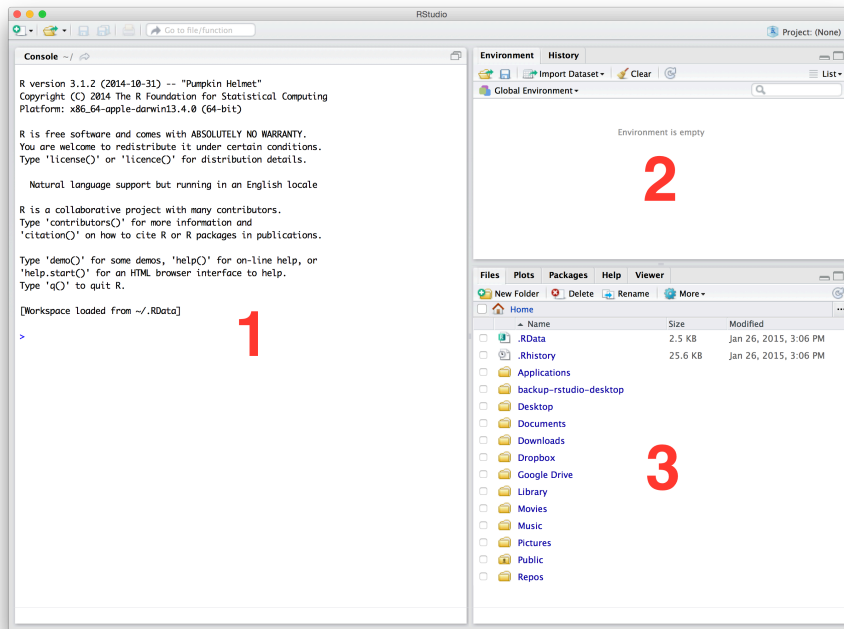 RStudio
Go to file/function
Project: (None)
Console ~/
R version 3.1.2 (2014-10-31) -- "Pumpkin Helmet"
Copyright (C) 2014 The R Foundation for Statistical Computing
Platform: x86_64-apple-darwin13.4.0 (64-bit)
R is free software and comes with ABSOLUTELY NO WARRANTY.
You are welcome to redistribute it under certain conditions.
Type 'license()' or 'licence()' for distribution details.
Natural language support but running in an English locale
R is a collaborative project with many contributors.
Type 'contributors()' for more information and
'citation()' on how to cite R or R packages in publications.
Type 'demo()' for some demos, 'help()' for on-line help, or
'help.start()' for an HTML browser interface to help.
Type 'q()' to quit R.
[Workspace loaded from ~/.RData]
>
1
Environment History
Import Dataset Clear List
Global Environment
Environment is empty
2
Files Plots Packages Help Viewer
New Folder Delete Rename More
Home ...
Name Size Modified
.RData 2.5 KB Jan 26, 2015, 3:06 PM
.Rhistory 25.6 KB Jan 26, 2015, 3:06 PM
Applications
backup-rstudio-desktop
Desktop
Documents
Downloads
Dropbox
Google Drive
Library
Movies
Music
Pictures
Public
Repos
3